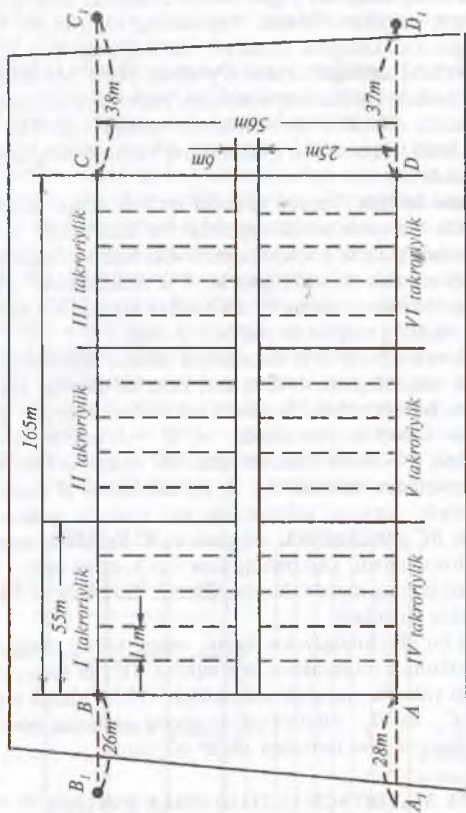 C₁
D₁
38m
37m
56m
6m
25m
C
D
III takroriylik
VI takroriylik
165m
II takroriylik
V takroriylik
I takroriylik
IV takroriylik
55m
11m
B
A
26m
28m
B₁
A₁